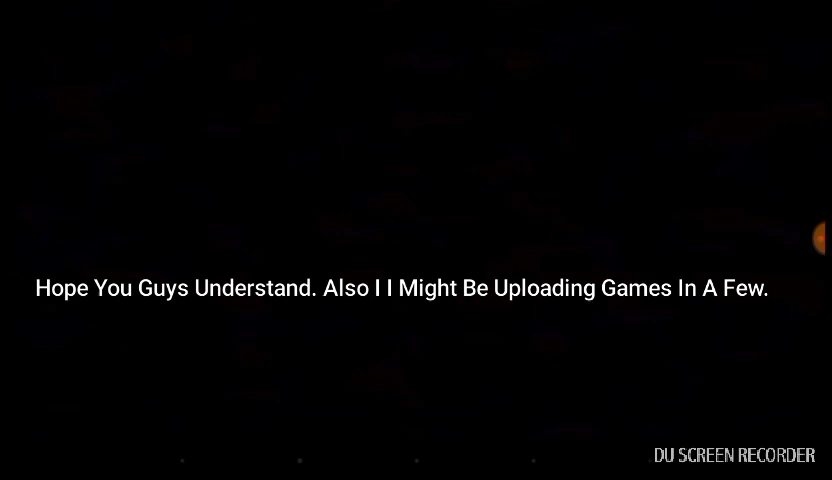 Hope You Guys Understand. Also I I Might Be Uploading Games In A Few.
DU SCREEN RECORDER